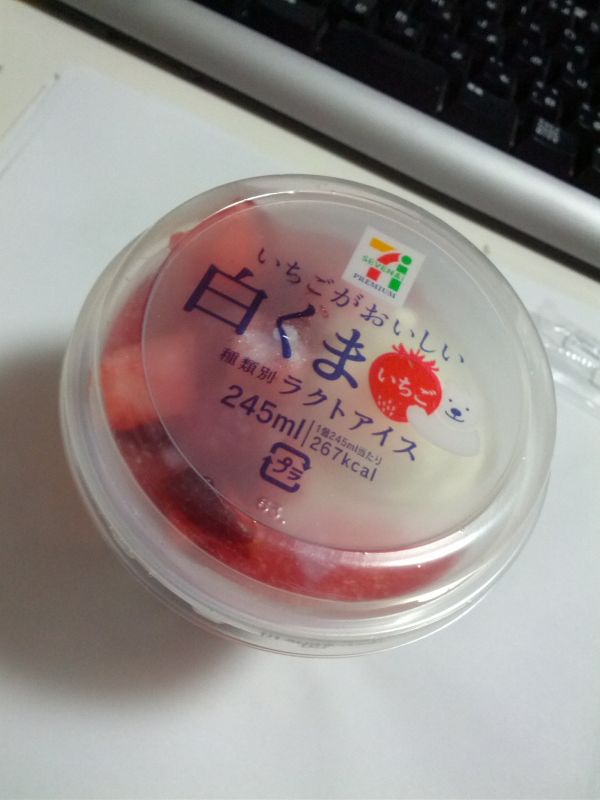 7
SEVEN&i
PREMIUM
いちごがおいしい
白くま
いちご
種類別 ラクトアイス
245ml
1個245ml当たり
267kcal
プラ